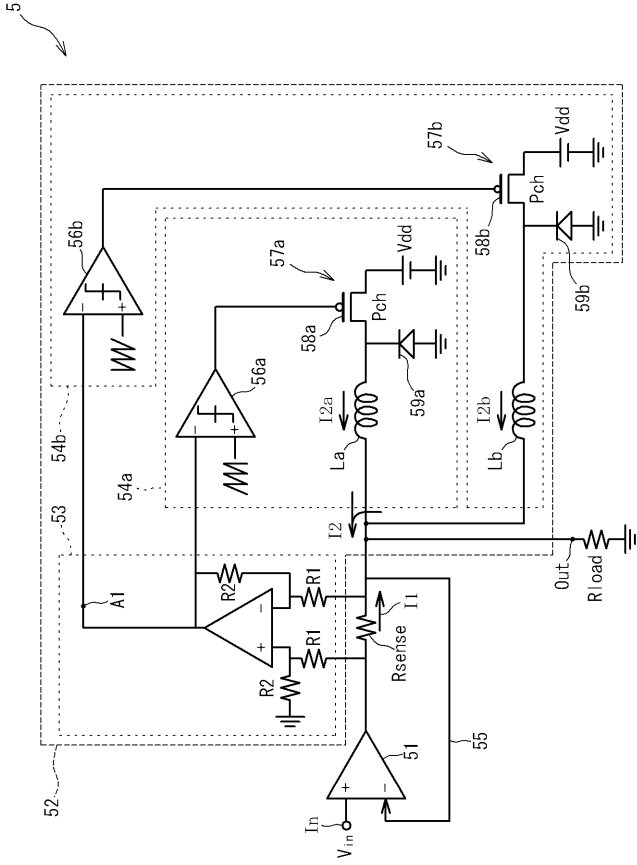 5
57b
Vdd
Pch
58b
59b
56b
−
+
57a
Vdd
58a
Pch
59a
56a
−
+
54b
54a
I2a
La
I2b
Lb
53
I2
A1
R2
R1
−
+
R1
R2
I1
Rsense
Out
Rload
52
51
55
+
−
In
Vin